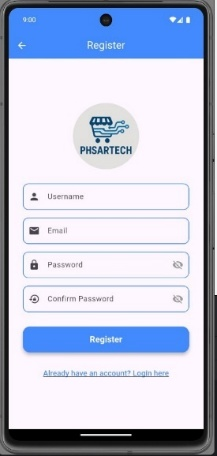 9:00
Register
PHSARTECH
Username
Email
Password
Confirm Password
Register
Already have an account? Login here